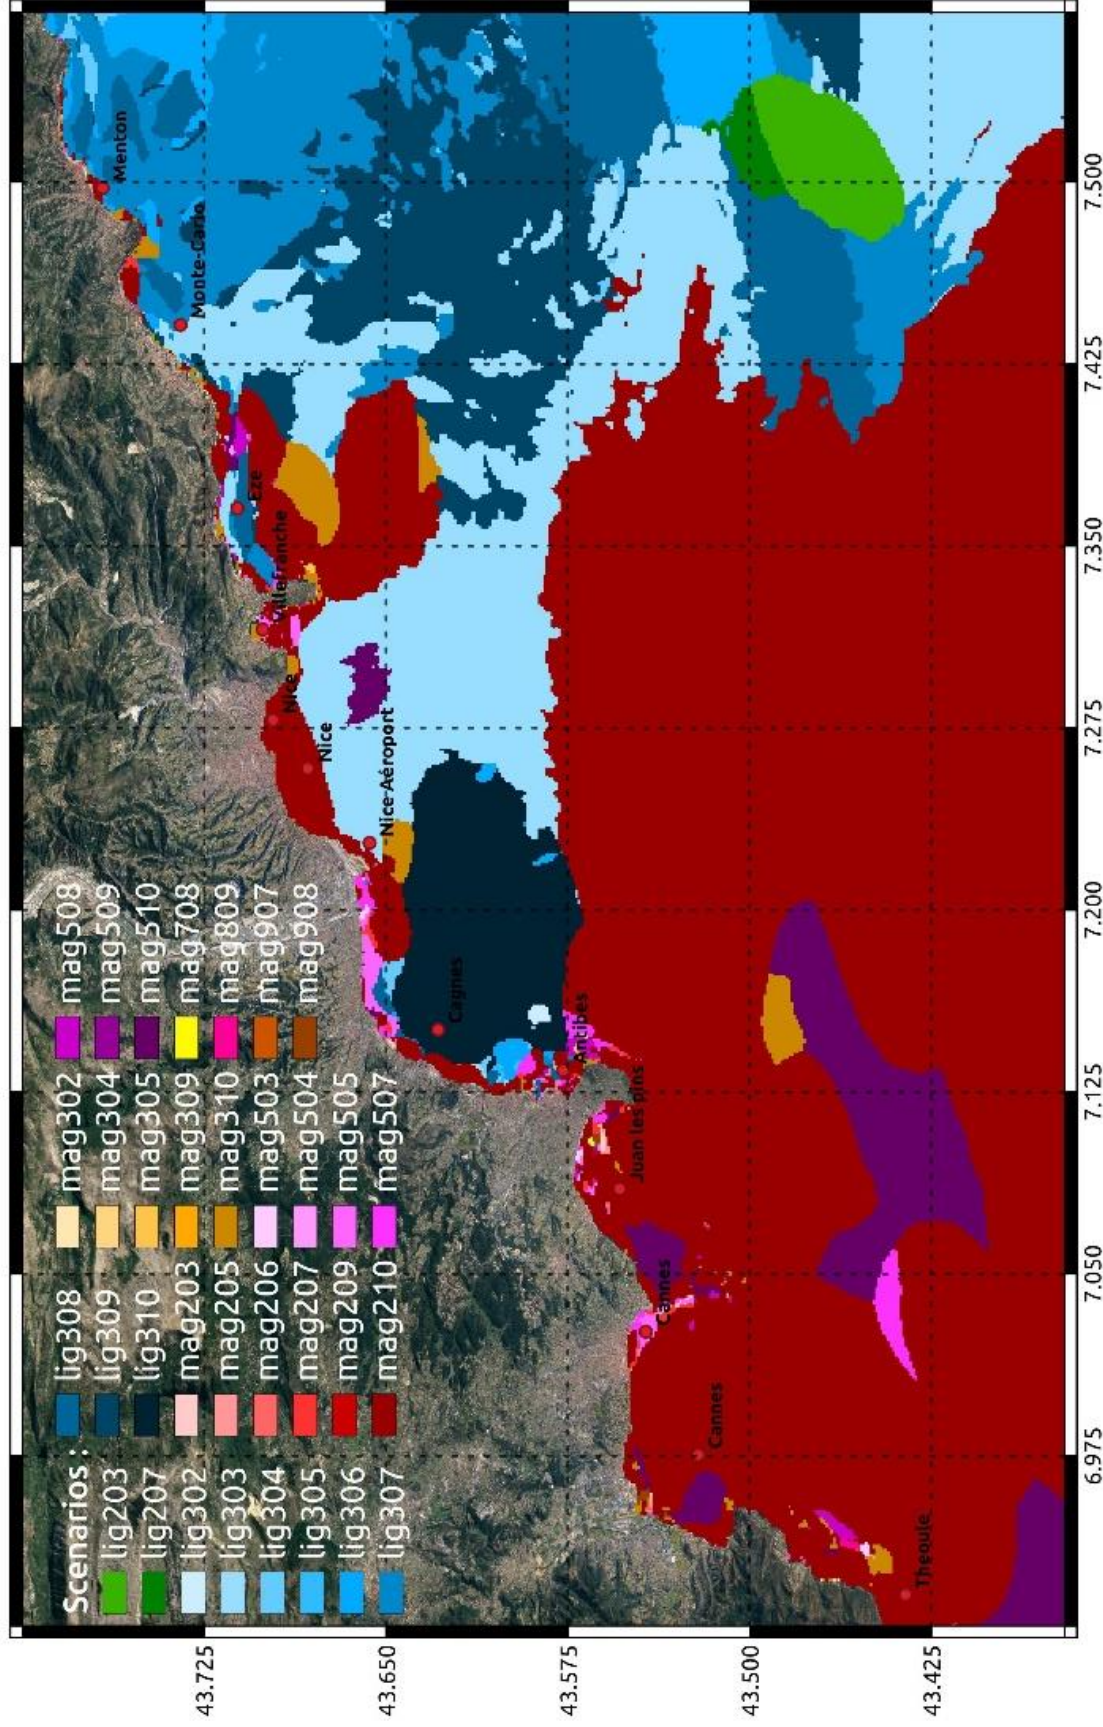 Scenarios :
lig203
lig207
lig302
lig303
lig304
lig305
lig306
lig307
lig308
lig309
lig310
mag203
mag205
mag206
mag207
mag209
mag210
mag302
mag304
mag305
mag309
mag310
mag503
mag504
mag505
mag507
mag508
mag509
mag510
mag708
mag809
mag907
mag908
Menton
Monte-Carlo
Eze
Villefranche
Nice
Nice
Nice-Aéroport
Cagnes
Antibes
Juan les pins
Cannes
Cannes
Théoule
43.725
43.650
43.575
43.500
43.425
6.975
7.050
7.125
7.200
7.275
7.350
7.425
7.500